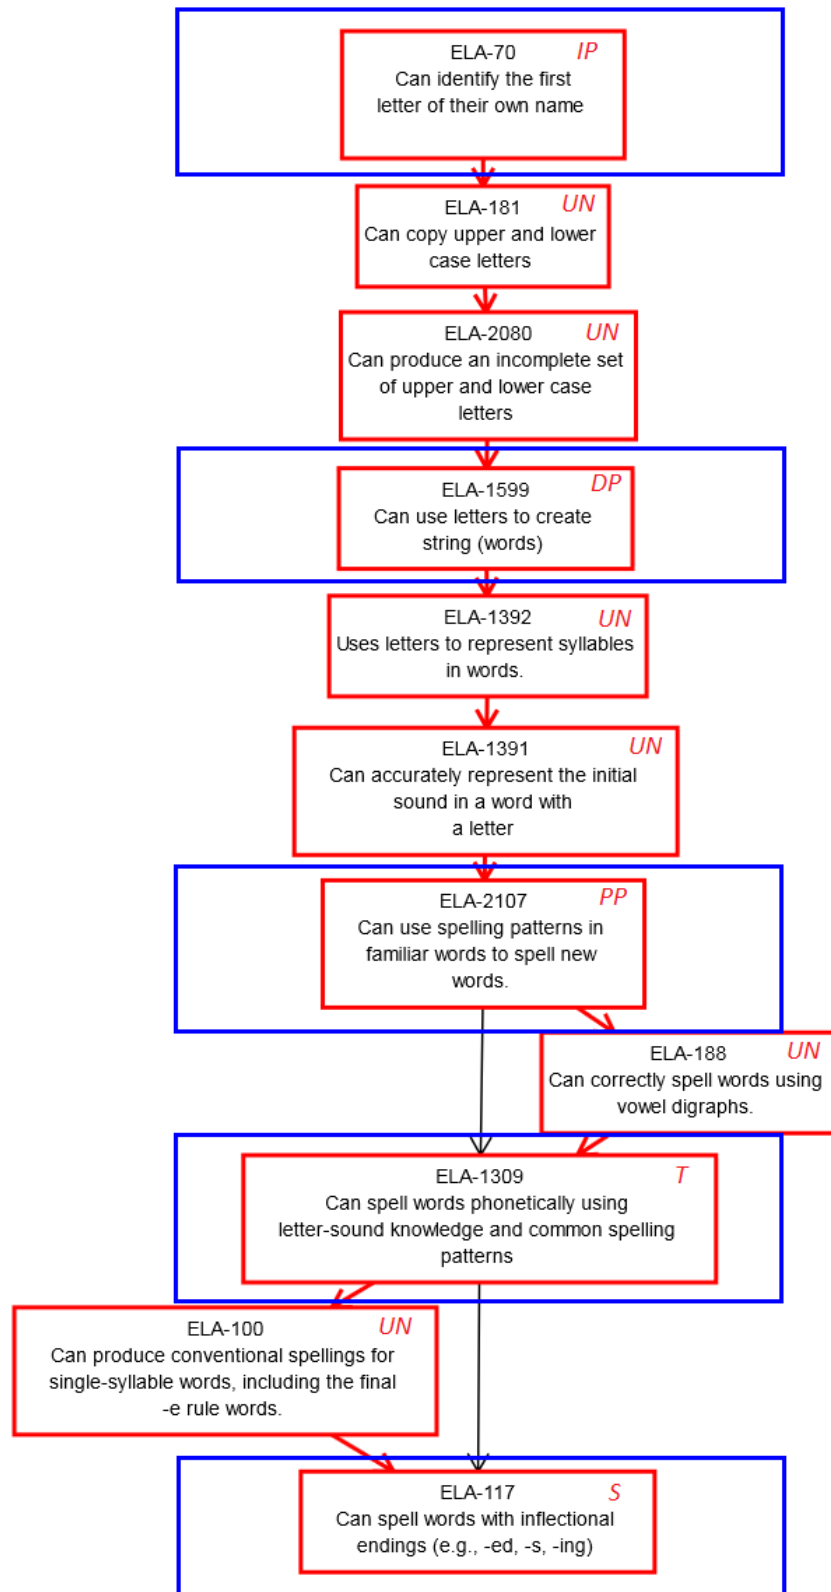 ELA-70 IP
Can identify the first
letter of their own name
ELA-181 UN
Can copy upper and lower
case letters
ELA-2080 UN
Can produce an incomplete set
of upper and lower case
letters
ELA-1599 DP
Can use letters to create
string (words)
ELA-1392 UN
Uses letters to represent syllables
in words.
ELA-1391 UN
Can accurately represent the initial
sound in a word with
a letter
ELA-2107 PP
Can use spelling patterns in
familiar words to spell new
words.
ELA-188 UN
Can correctly spell words using
vowel digraphs.
ELA-1309 T
Can spell words phonetically using
letter-sound knowledge and common spelling
patterns
ELA-100 UN
Can produce conventional spellings for
single-syllable words, including the final
-e rule words.
ELA-117 S
Can spell words with inflectional
endings (e.g., -ed, -s, -ing)